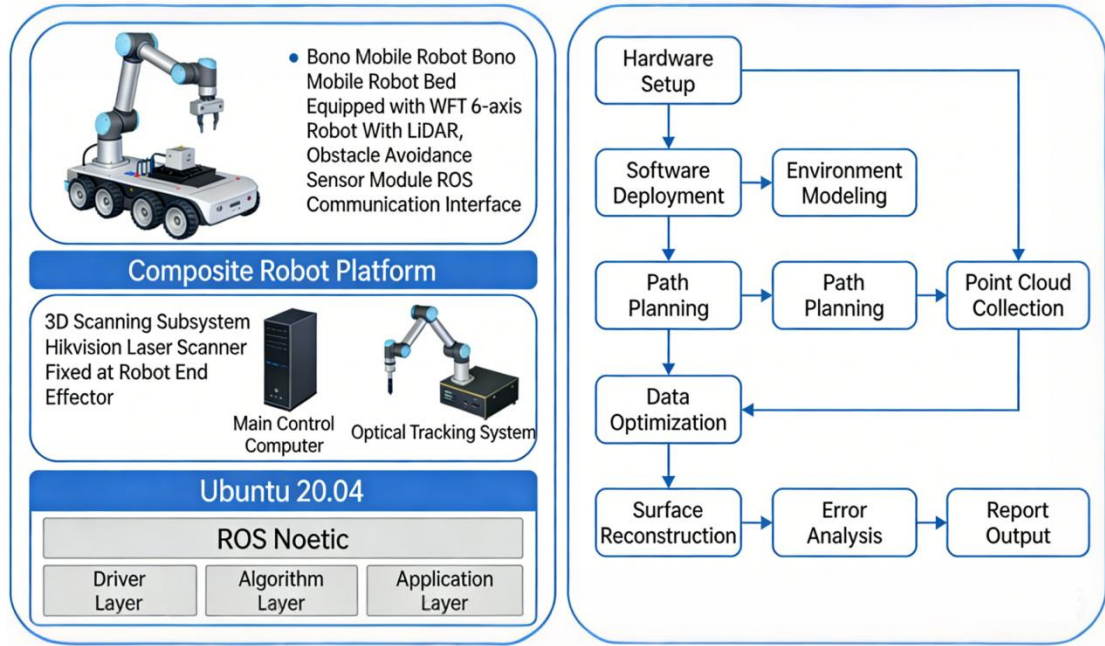 Bono Mobile Robot Bono
Mobile Robot Bed
Equipped with WFT 6-axis
Robot With LiDAR,
Obstacle Avoidance
Sensor Module ROS
Communication Interface
Composite Robot Platform
3D Scanning Subsystem
Hikvision Laser Scanner
Fixed at Robot End
Effector
Main Control
Computer
Optical Tracking System
Ubuntu 20.04
ROS Noetic
Driver
Layer
Algorithm
Layer
Application
Layer
Hardware
Setup
Software
Deployment
Environment
Modeling
Path
Planning
Path
Planning
Point Cloud
Collection
Data
Optimization
Surface
Reconstruction
Error
Analysis
Report
Output